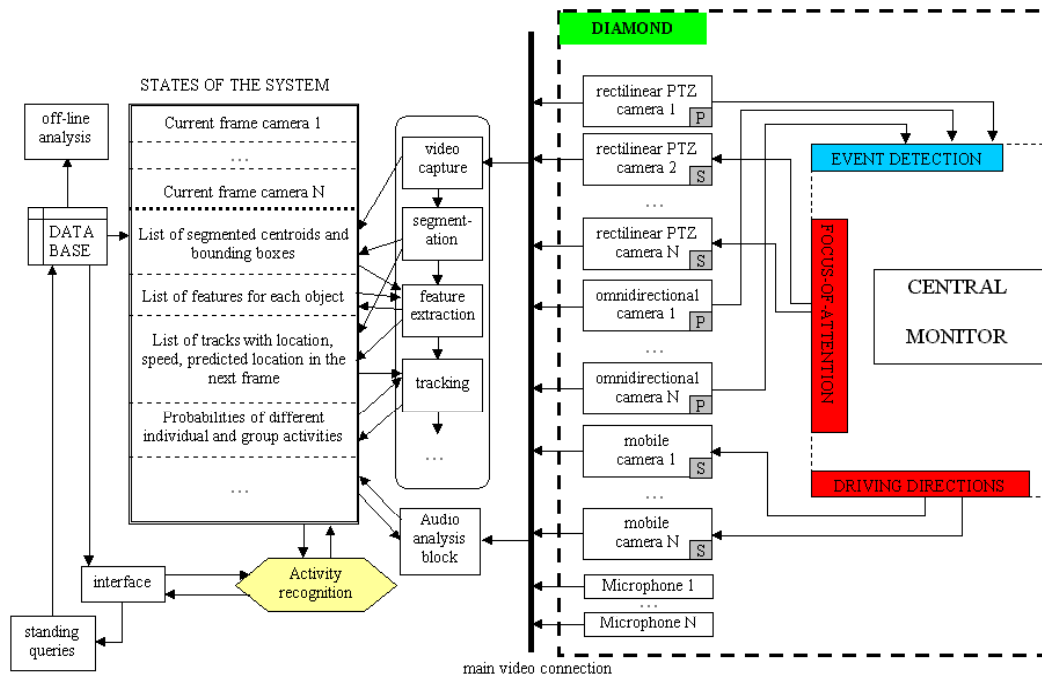 STATES OF THE SYSTEM
off-line
analysis
DATA
BASE
interface
standing
queries
Current frame camera 1
...
Current frame camera N
List of segmented centroids and
bounding boxes
List of features for each object
List of tracks with location,
speed, predicted location in the
next frame
Probabilities of different
individual and group activities
...
Activity
recognition
video
capture
segment-
ation
feature
extraction
tracking
...
Audio
analysis
block
main video connection
DIAMOND
rectilinear PTZ
camera 1
P
rectilinear PTZ
camera 2
S
...
rectilinear PTZ
camera N
S
omnidirectional
camera 1
P
...
omnidirectional
camera N
P
mobile
camera 1
S
...
mobile
camera N
S
Microphone 1
...
Microphone N
EVENT DETECTION
FOCUS-OF-ATTENTION
CENTRAL
MONITOR
DRIVING DIRECTIONS